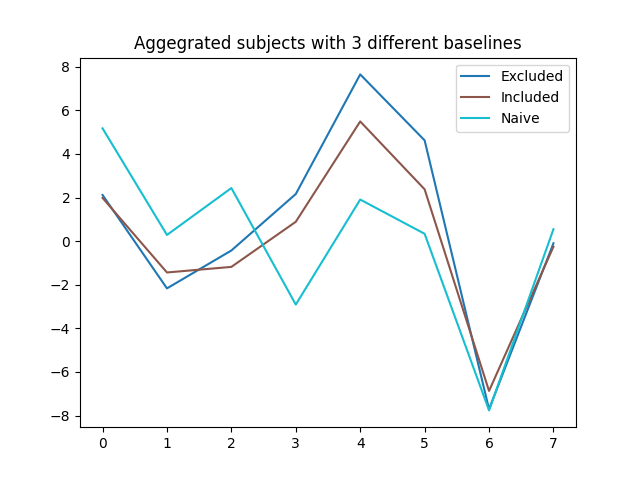 Aggegrated subjects with 3 different baselines
8
6
4
2
0
−2
−4
−6
−8
Excluded
Included
Naive
0 1 2 3 4 5 6 7